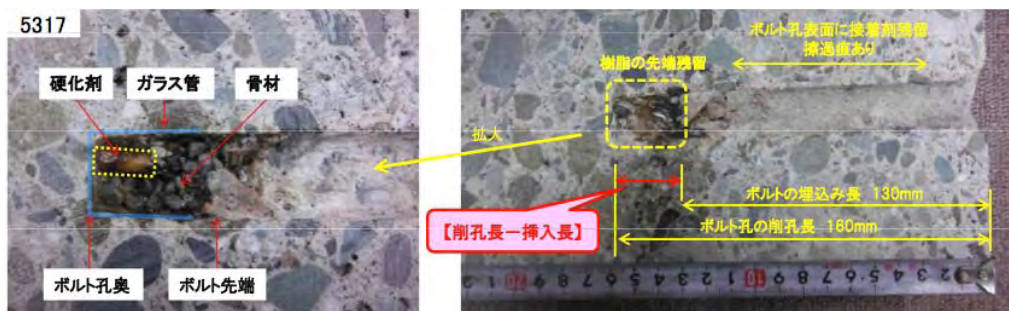 5317
硬化剤
ガラス管
骨材
ボルト孔奥
ボルト先端
拡大
樹脂の先端残留
ボルト孔表面に接着剤残留
擦過痕あり
【削孔長－挿入長】
ボルトの埋込み長 130mm
ボルト孔の削孔長 160mm